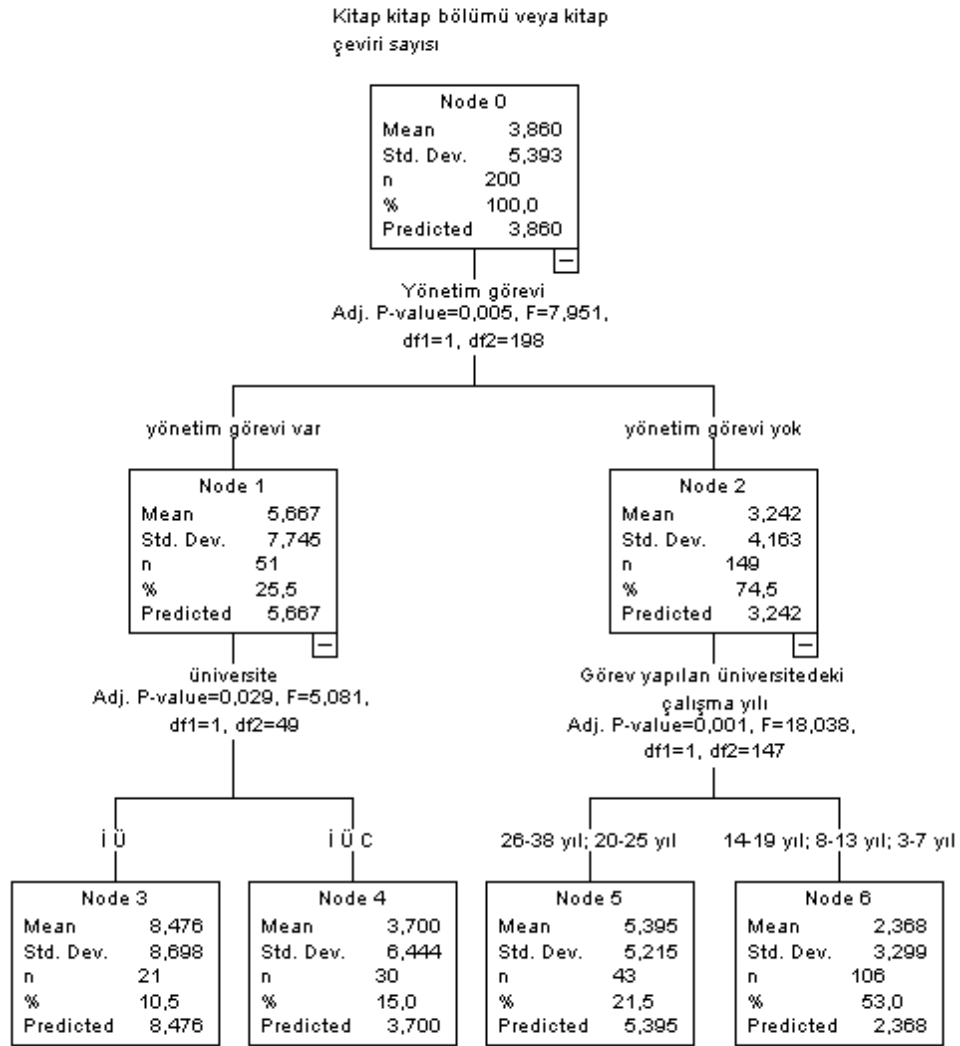 Kitap kitap bölümü veya kitap
çeviri sayısı
Node 0
Mean 3,860
Std. Dev. 5,393
n 200
% 100,0
Predicted 3,860
Yönetim görevi
Adj. P-value=0,005, F=7,951,
df1=1, df2=198
yönetim görevi var
yönetim görevi yok
Node 1
Mean 5,667
Std. Dev. 7,745
n 51
% 25,5
Predicted 5,667
Node 2
Mean 3,242
Std. Dev. 4,163
n 149
% 74,5
Predicted 3,242
üniversite
Adj. P-value=0,029, F=5,081,
df1=1, df2=49
Görev yapılan üniversitedeki
çalışma yılı
Adj. P-value=0,001, F=18,038,
df1=1, df2=147
İ Ü
İ Ü C
26-38 yıl; 20-25 yıl
14-19 yıl; 8-13 yıl; 3-7 yıl
Node 3
Mean 8,476
Std. Dev. 8,698
n 21
% 10,5
Predicted 8,476
Node 4
Mean 3,700
Std. Dev. 6,444
n 30
% 15,0
Predicted 3,700
Node 5
Mean 5,395
Std. Dev. 5,215
n 43
% 21,5
Predicted 5,395
Node 6
Mean 2,368
Std. Dev. 3,299
n 106
% 53,0
Predicted 2,368